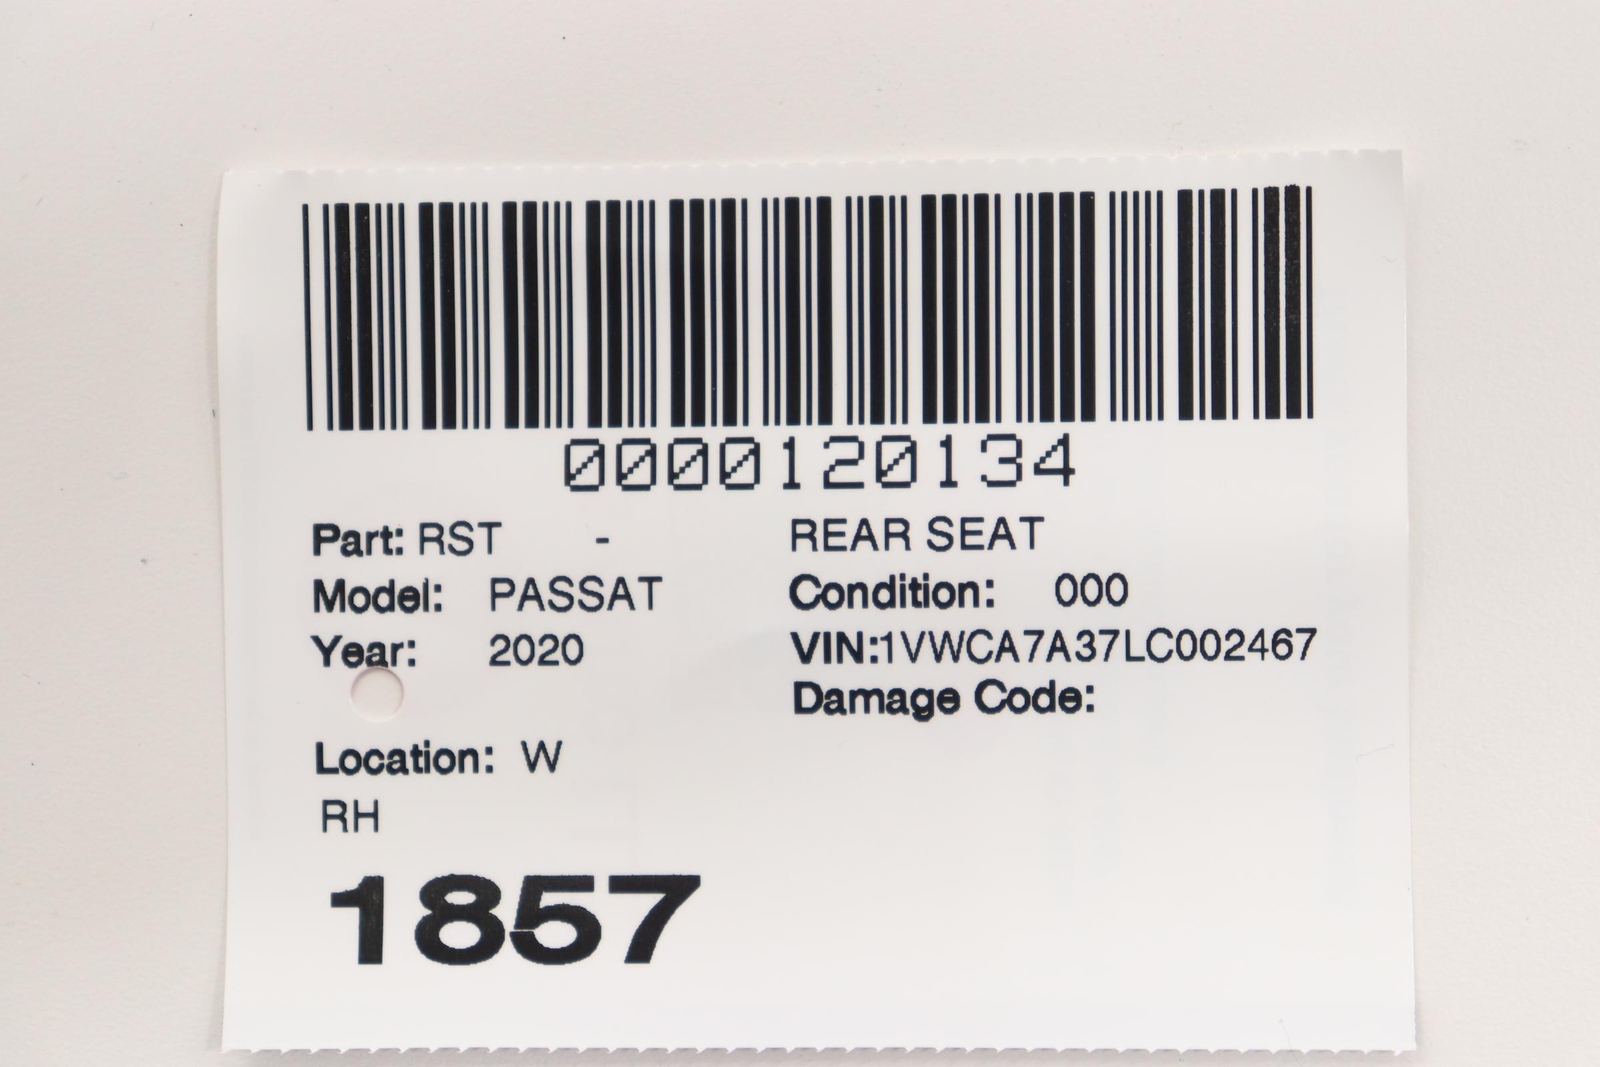 0000120134
Part: RST - REAR SEAT
Model: PASSAT Condition: 000
Year: 2020 VIN:1VWCA7A37LC002467
Damage Code:
Location: W
RH
1857